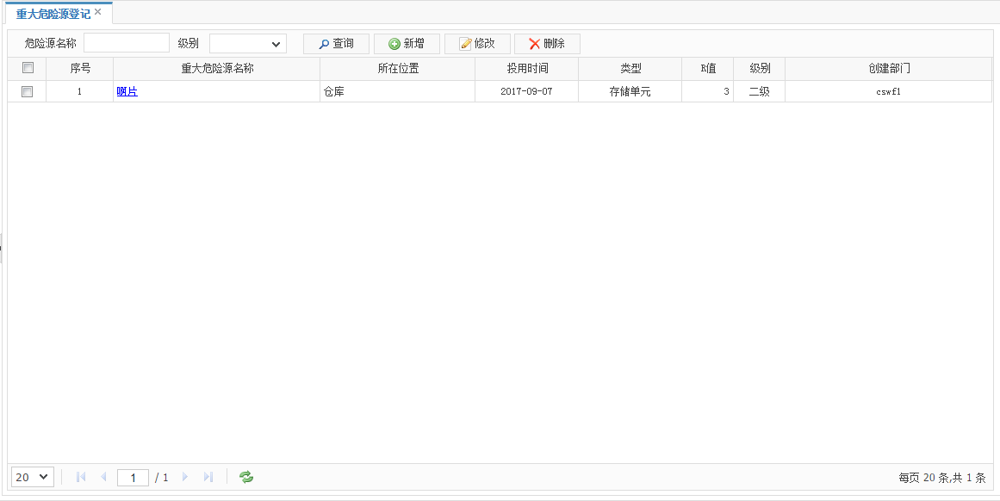 重大危险源登记
危险源名称 级别 查询 新增 修改 删除
序号 重大危险源名称 所在位置 投用时间 类型 R值 级别 创建部门
1 啊片 仓库 2017-09-07 存储单元 3 二级 cswf1
20 1 / 1 每页 20 条,共 1 条